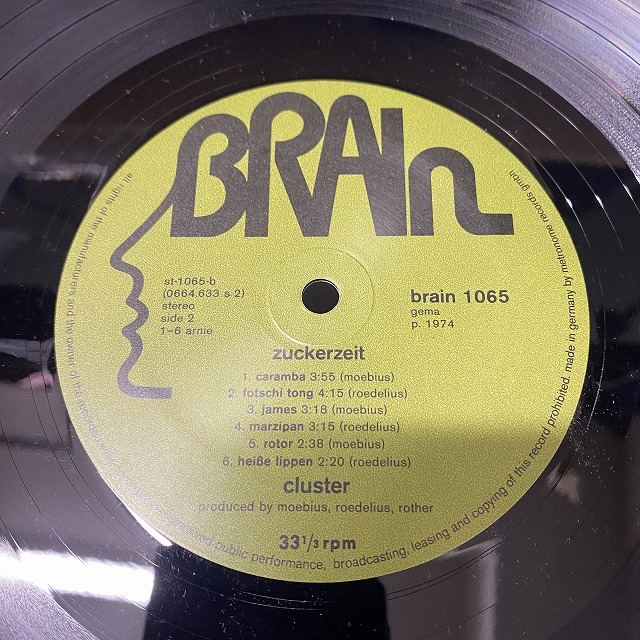 BRAIN
st-1065-b
(0664.633 s 2)
stereo
side 2
1-6 arnie
brain 1065
gema
p. 1974
zuckerzeit
1. caramba 3:55 (moebius)
2. fotschi tong 4:15 (roedelius)
3. james 3:18 (moebius)
4. marzipan 3:15 (roedelius)
5. rotor 2:38 (moebius)
6. heiße lippen 2:20 (roedelius)
cluster
produced by moebius, roedelius, rother
33 1/3 rpm
all rights of the manufacturer and the owner of the public performance, broadcasting, leasing and copying of this record prohibited. made in germany by metronome records gmbh